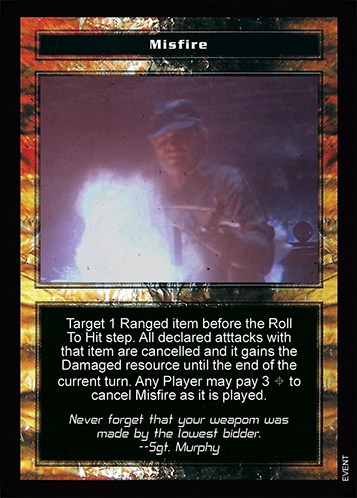 Misfire
Target 1 Ranged item before the Roll
To Hit step. All declared atttacks with
that item are cancelled and it gains the
Damaged resource until the end of the
current turn. Any Player may pay 3 ⌖ to
cancel Misfire as it is played.
Never forget that your weapom was
made by the lowest bidder.
--Sgt. Murphy
EVENT